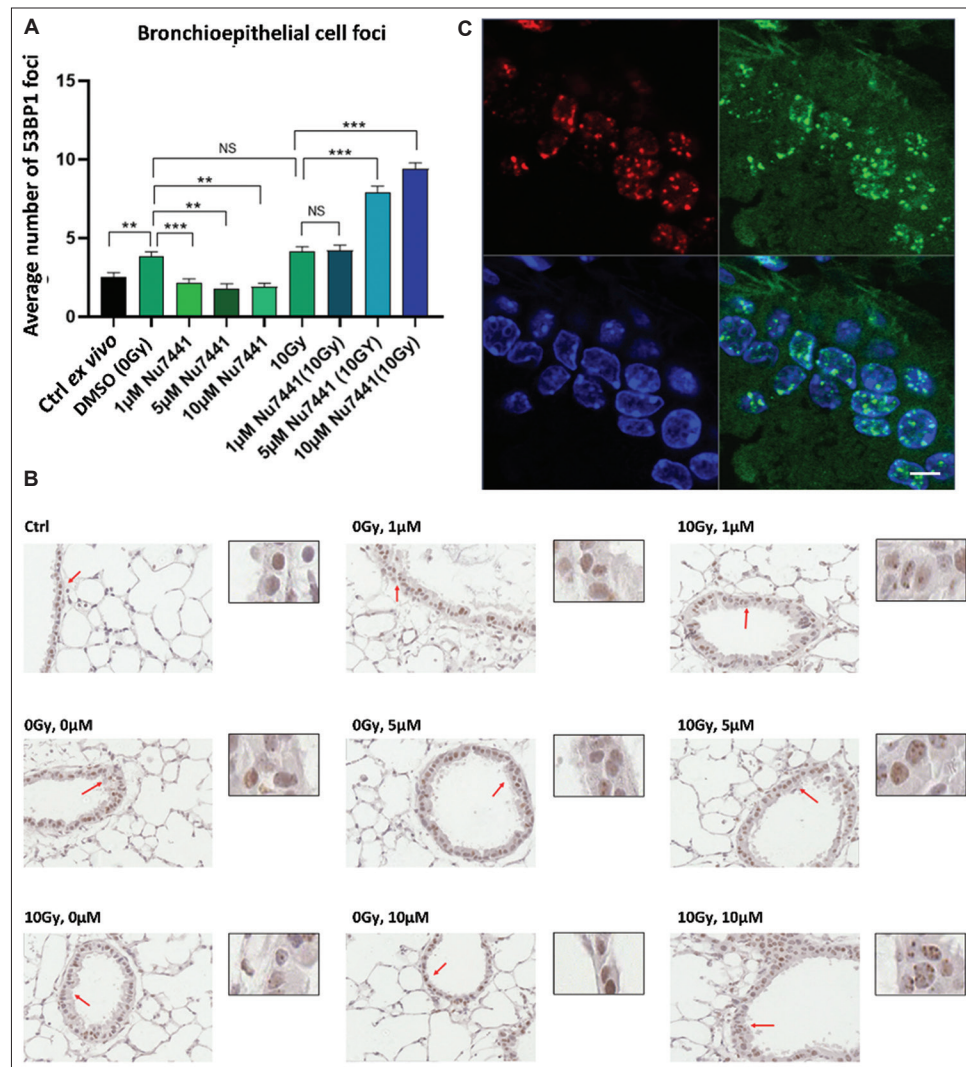 A
Bronchioepithelial cell foci
Average number of 53BP1 foci
15
10
5
0
NS
**
**
** ***
***
***
NS
Ctrl ex vivo
DMSO (0Gy)
1µM Nu7441
5µM Nu7441
10µM Nu7441
10Gy
1µM Nu7441(10Gy)
5µM Nu7441 (10GY)
10µM Nu7441(10Gy)
C
B
Ctrl
0Gy, 1µM
10Gy, 1µM
0Gy, 0µM
0Gy, 5µM
10Gy, 5µM
10Gy, 0µM
0Gy, 10µM
10Gy, 10µM